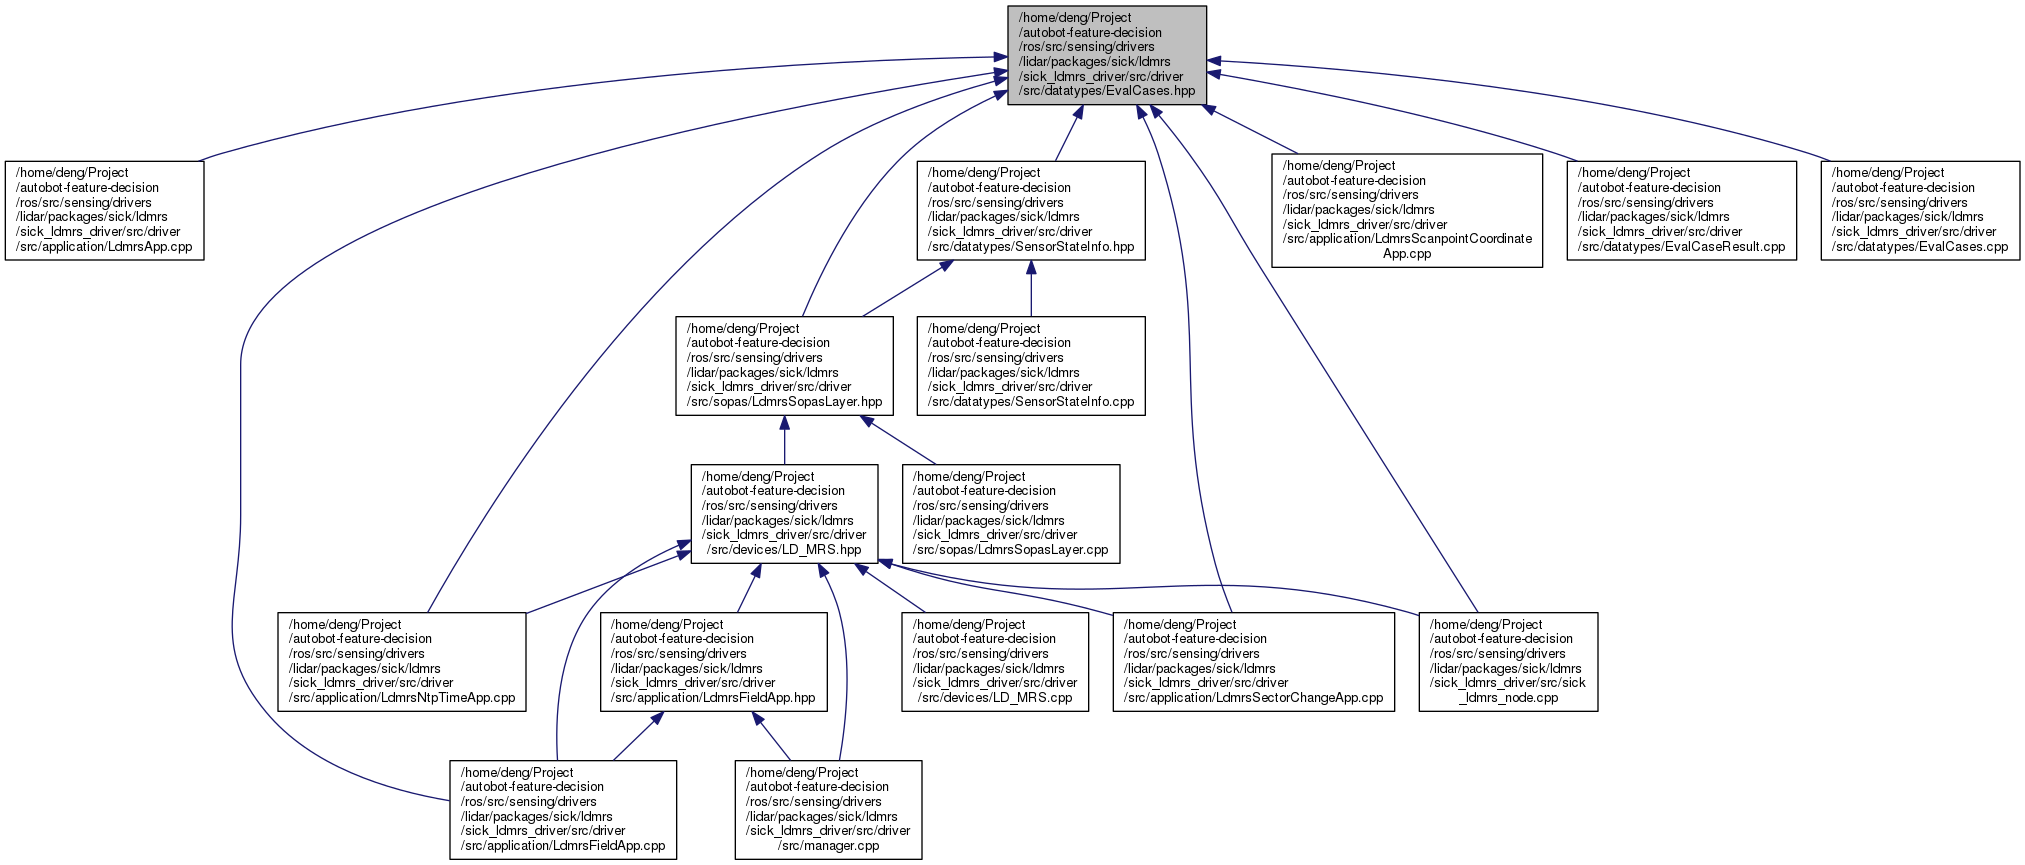 /home/deng/Project
/autobot-feature-decision
/ros/src/sensing/drivers
/lidar/packages/sick/ldmrs
/sick_ldmrs_driver/src/driver
/src/datatypes/EvalCases.hpp
/home/deng/Project
/autobot-feature-decision
/ros/src/sensing/drivers
/lidar/packages/sick/ldmrs
/sick_ldmrs_driver/src/driver
/src/application/LdmrsApp.cpp
/home/deng/Project
/autobot-feature-decision
/ros/src/sensing/drivers
/lidar/packages/sick/ldmrs
/sick_ldmrs_driver/src/driver
/src/datatypes/SensorStateInfo.hpp
/home/deng/Project
/autobot-feature-decision
/ros/src/sensing/drivers
/lidar/packages/sick/ldmrs
/sick_ldmrs_driver/src/driver
/src/application/LdmrsScanpointCoordinate
App.cpp
/home/deng/Project
/autobot-feature-decision
/ros/src/sensing/drivers
/lidar/packages/sick/ldmrs
/sick_ldmrs_driver/src/driver
/src/datatypes/EvalCaseResult.cpp
/home/deng/Project
/autobot-feature-decision
/ros/src/sensing/drivers
/lidar/packages/sick/ldmrs
/sick_ldmrs_driver/src/driver
/src/datatypes/EvalCases.cpp
/home/deng/Project
/autobot-feature-decision
/ros/src/sensing/drivers
/lidar/packages/sick/ldmrs
/sick_ldmrs_driver/src/driver
/src/sopas/LdmrsSopasLayer.hpp
/home/deng/Project
/autobot-feature-decision
/ros/src/sensing/drivers
/lidar/packages/sick/ldmrs
/sick_ldmrs_driver/src/driver
/src/datatypes/SensorStateInfo.cpp
/home/deng/Project
/autobot-feature-decision
/ros/src/sensing/drivers
/lidar/packages/sick/ldmrs
/sick_ldmrs_driver/src/driver
/src/devices/LD_MRS.hpp
/home/deng/Project
/autobot-feature-decision
/ros/src/sensing/drivers
/lidar/packages/sick/ldmrs
/sick_ldmrs_driver/src/driver
/src/sopas/LdmrsSopasLayer.cpp
/home/deng/Project
/autobot-feature-decision
/ros/src/sensing/drivers
/lidar/packages/sick/ldmrs
/sick_ldmrs_driver/src/driver
/src/application/LdmrsNtpTimeApp.cpp
/home/deng/Project
/autobot-feature-decision
/ros/src/sensing/drivers
/lidar/packages/sick/ldmrs
/sick_ldmrs_driver/src/driver
/src/application/LdmrsFieldApp.hpp
/home/deng/Project
/autobot-feature-decision
/ros/src/sensing/drivers
/lidar/packages/sick/ldmrs
/sick_ldmrs_driver/src/driver
/src/devices/LD_MRS.cpp
/home/deng/Project
/autobot-feature-decision
/ros/src/sensing/drivers
/lidar/packages/sick/ldmrs
/sick_ldmrs_driver/src/driver
/src/application/LdmrsSectorChangeApp.cpp
/home/deng/Project
/autobot-feature-decision
/ros/src/sensing/drivers
/lidar/packages/sick/ldmrs
/sick_ldmrs_driver/src/sick
_ldmrs_node.cpp
/home/deng/Project
/autobot-feature-decision
/ros/src/sensing/drivers
/lidar/packages/sick/ldmrs
/sick_ldmrs_driver/src/driver
/src/application/LdmrsFieldApp.cpp
/home/deng/Project
/autobot-feature-decision
/ros/src/sensing/drivers
/lidar/packages/sick/ldmrs
/sick_ldmrs_driver/src/driver
/src/manager.cpp